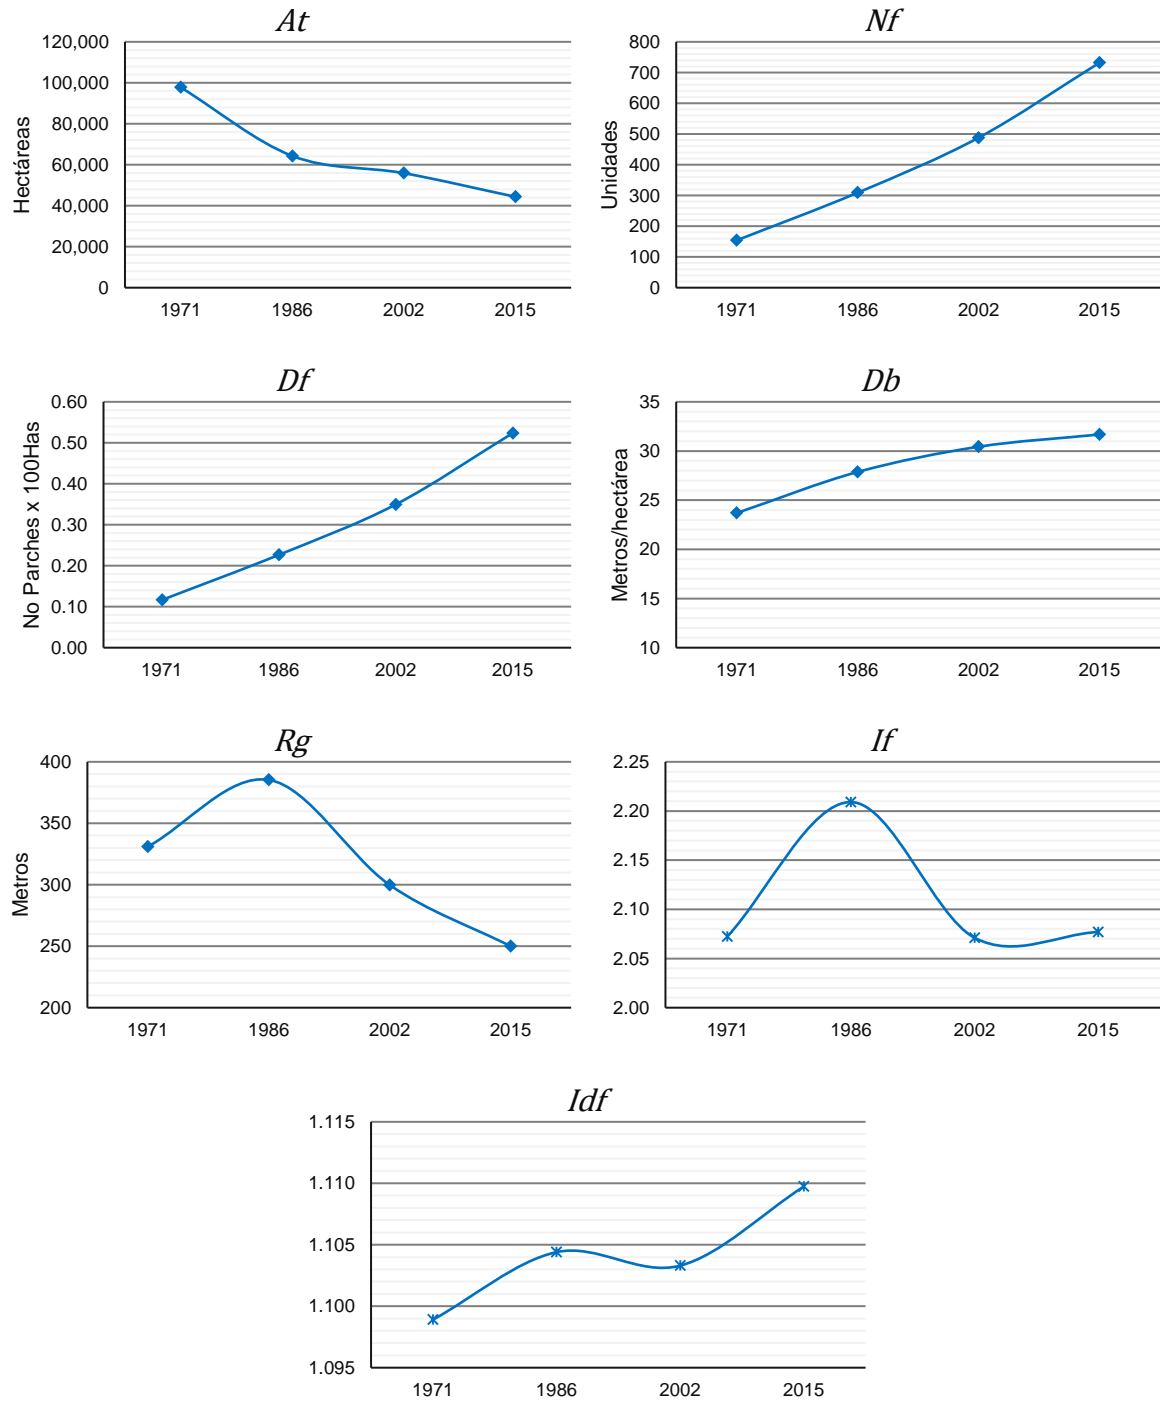 At
Hectáreas
120,000
100,000
80,000
60,000
40,000
20,000
0
1971 1986 2002 2015
Nf
Unidades
800
700
600
500
400
300
200
100
0
1971 1986 2002 2015
Df
No Parches x 100Has
0.60
0.50
0.40
0.30
0.20
0.10
0.00
1971 1986 2002 2015
Db
Metros/hectárea
35
30
25
20
15
10
1971 1986 2002 2015
Rg
Metros
400
350
300
250
200
1971 1986 2002 2015
If
2.25
2.20
2.15
2.10
2.05
2.00
1971 1986 2002 2015
Idf
1.115
1.110
1.105
1.100
1.095
1971 1986 2002 2015